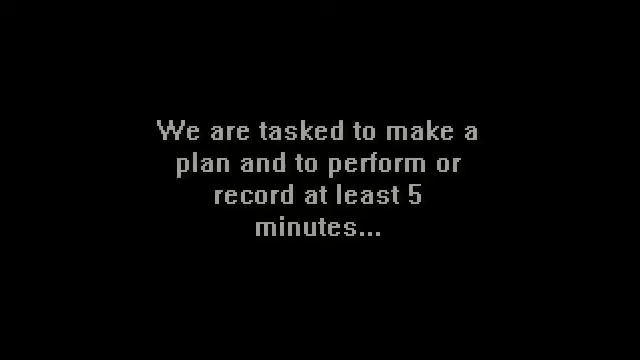 We are tasked to make a
plan and to perform or
record at least 5
minutes...